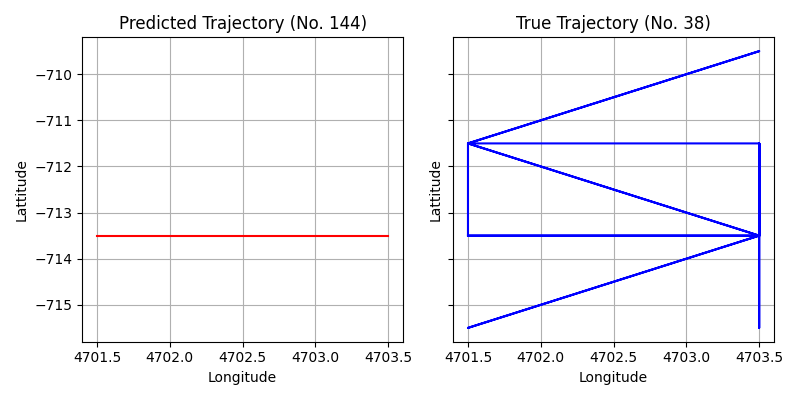 Predicted Trajectory (No. 144)
−710
−711
−712
−713
−714
−715
Lattitude
4701.5 4702.0 4702.5 4703.0 4703.5
Longitude
True Trajectory (No. 38)
Lattitude
4701.5 4702.0 4702.5 4703.0 4703.5
Longitude